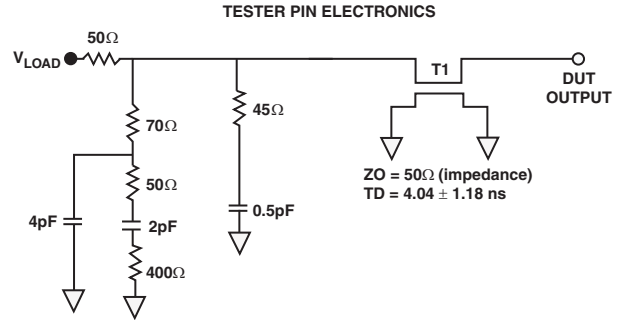 TESTER PIN ELECTRONICS
50Ω
VLOAD
T1
DUT
OUTPUT
70Ω
45Ω
50Ω
ZO = 50Ω (impedance)
TD = 4.04 ± 1.18 ns
4pF
2pF
0.5pF
400Ω